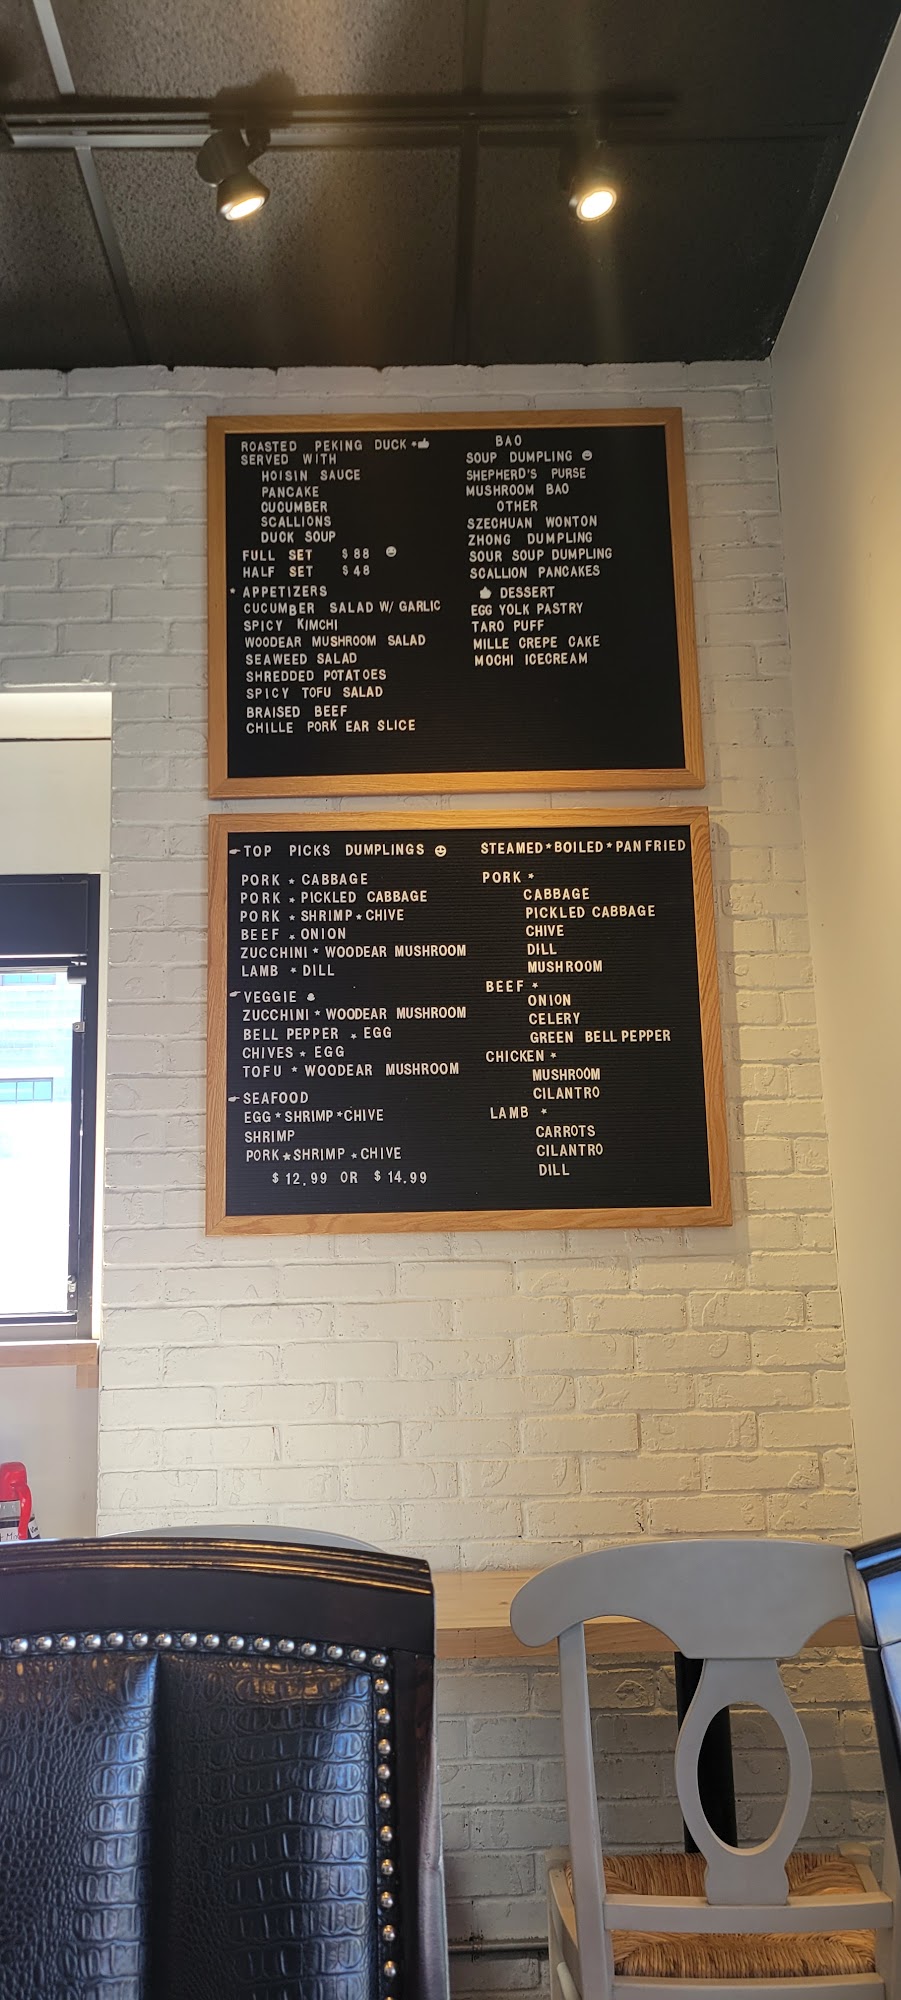 ROASTED PEKING DUCK
SERVED WITH
HOISIN SAUCE
PANCAKE
CUCUMBER
SCALLIONS
DUCK SOUP
FULL SET $88
HALF SET $48
* APPETIZERS
CUCUMBER SALAD W/ GARLIC
SPICY KIMCHI
WOODEAR MUSHROOM SALAD
SEAWEED SALAD
SHREDDED POTATOES
SPICY TOFU SALAD
BRAISED BEEF
CHILLE PORK EAR SLICE
BAO
SOUP DUMPLING
SHEPHERD'S PURSE
MUSHROOM BAO
OTHER
SZECHUAN WONTON
ZHONG DUMPLING
SOUR SOUP DUMPLING
SCALLION PANCAKES
DESSERT
EGG YOLK PASTRY
TARO PUFF
MILLE CREPE CAKE
MOCHI ICECREAM
TOP PICKS DUMPLINGS
PORK * CABBAGE
PORK * PICKLED CABBAGE
PORK * SHRIMP * CHIVE
BEEF * ONION
ZUCCHINI * WOODEAR MUSHROOM
LAMB * DILL
VEGGIE
ZUCCHINI * WOODEAR MUSHROOM
BELL PEPPER * EGG
CHIVES * EGG
TOFU * WOODEAR MUSHROOM
SEAFOOD
EGG * SHRIMP * CHIVE
SHRIMP
PORK * SHRIMP * CHIVE
$12.99 OR $14.99
STEAMED * BOILED * PAN FRIED
PORK *
CABBAGE
PICKLED CABBAGE
CHIVE
DILL
MUSHROOM
BEEF *
ONION
CELERY
GREEN BELL PEPPER
CHICKEN *
MUSHROOM
CILANTRO
LAMB *
CARROTS
CILANTRO
DILL